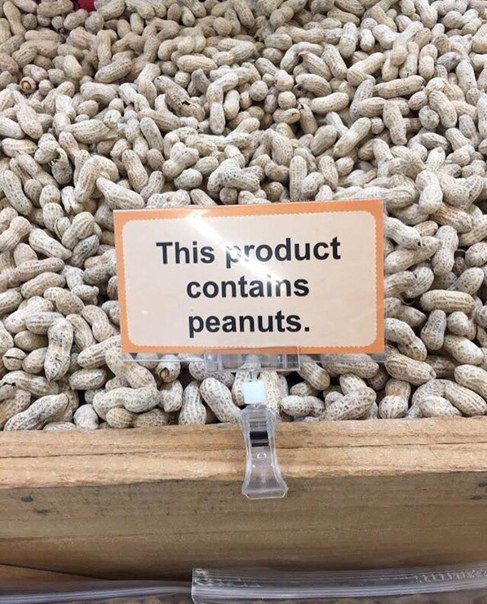 This product
contains
peanuts.